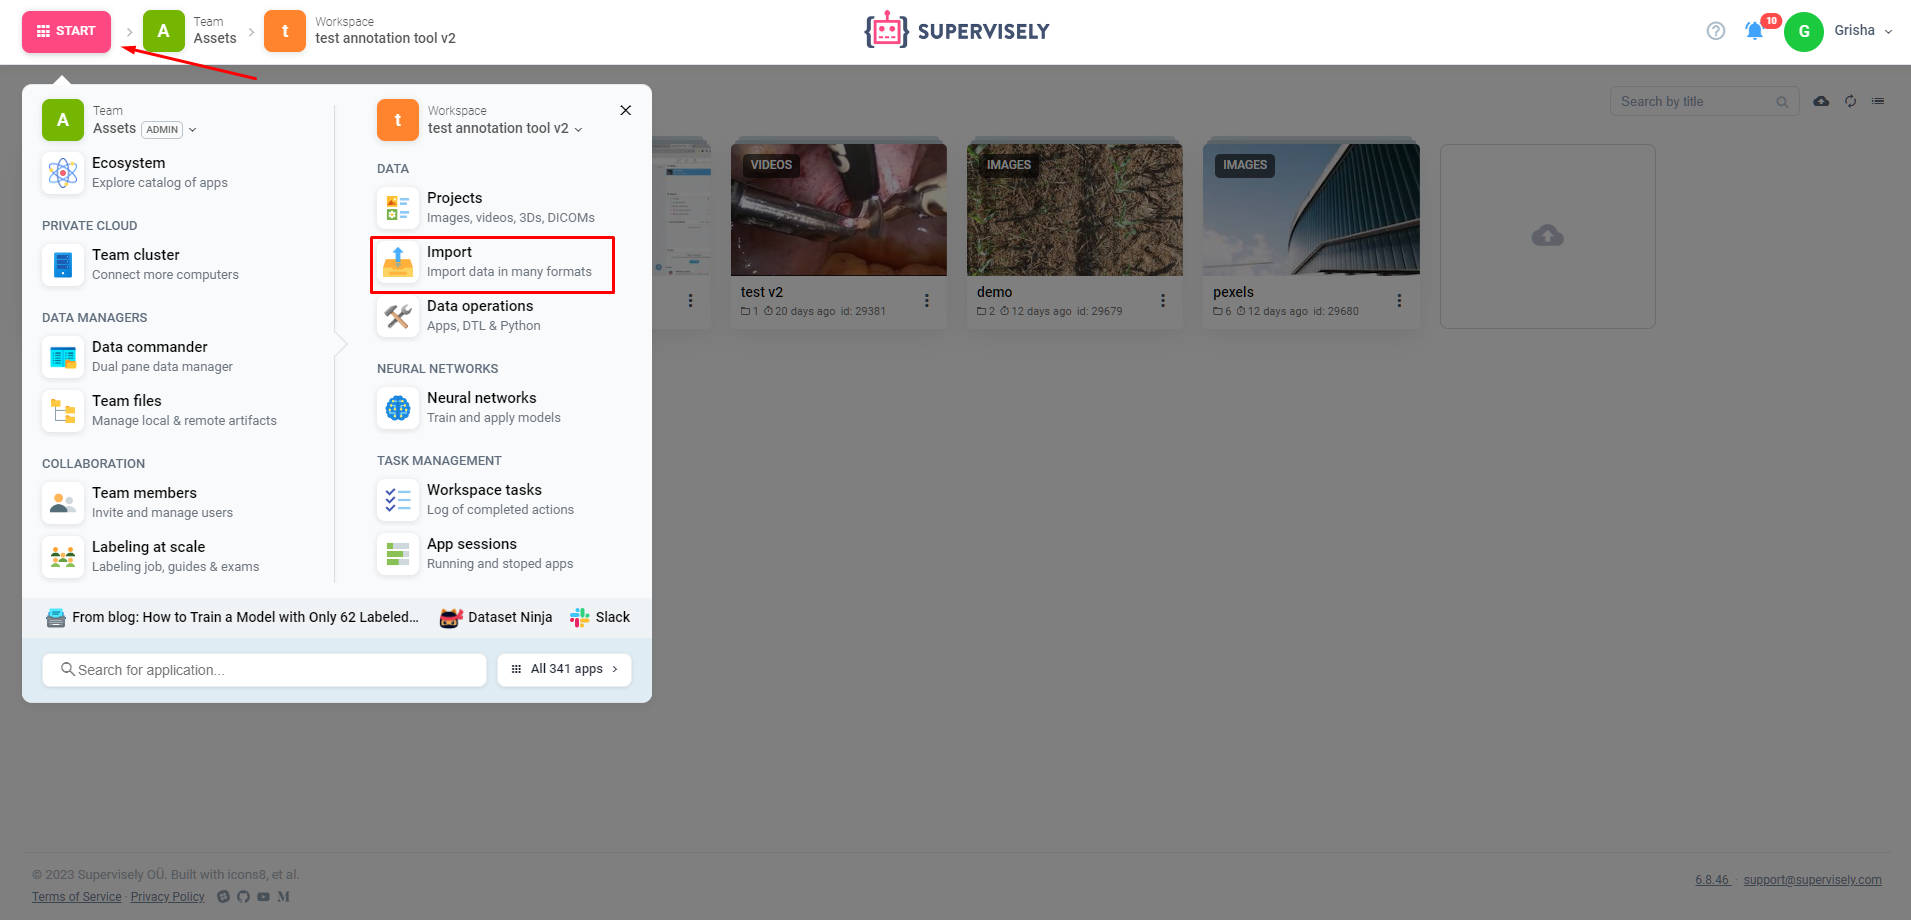 START
A
Team
Assets
t
Workspace
test annotation tool v2
SUPERVISELY
10
G
Grisha
A
Team
Assets ADMIN
Ecosystem
Explore catalog of apps
PRIVATE CLOUD
Team cluster
Connect more computers
DATA MANAGERS
Data commander
Dual pane data manager
Team files
Manage local & remote artifacts
COLLABORATION
Team members
Invite and manage users
Labeling at scale
Labeling job, guides & exams
t
Workspace
test annotation tool v2
DATA
Projects
Images, videos, 3Ds, DICOMs
Import
Import data in many formats
Data operations
Apps, DTL & Python
NEURAL NETWORKS
Neural networks
Train and apply models
TASK MANAGEMENT
Workspace tasks
Log of completed actions
App sessions
Running and stoped apps
From blog: How to Train a Model with Only 62 Labeled...
Dataset Ninja
Slack
Search for application...
All 341 apps
Search by title
VIDEOS
test v2
1 20 days ago id: 29381
IMAGES
demo
2 12 days ago id: 29679
IMAGES
pexels
6 12 days ago id: 29680
© 2023 Supervisely OÜ. Built with icons8, et al.
Terms of Service · Privacy Policy
6.8.46 · support@supervisely.com